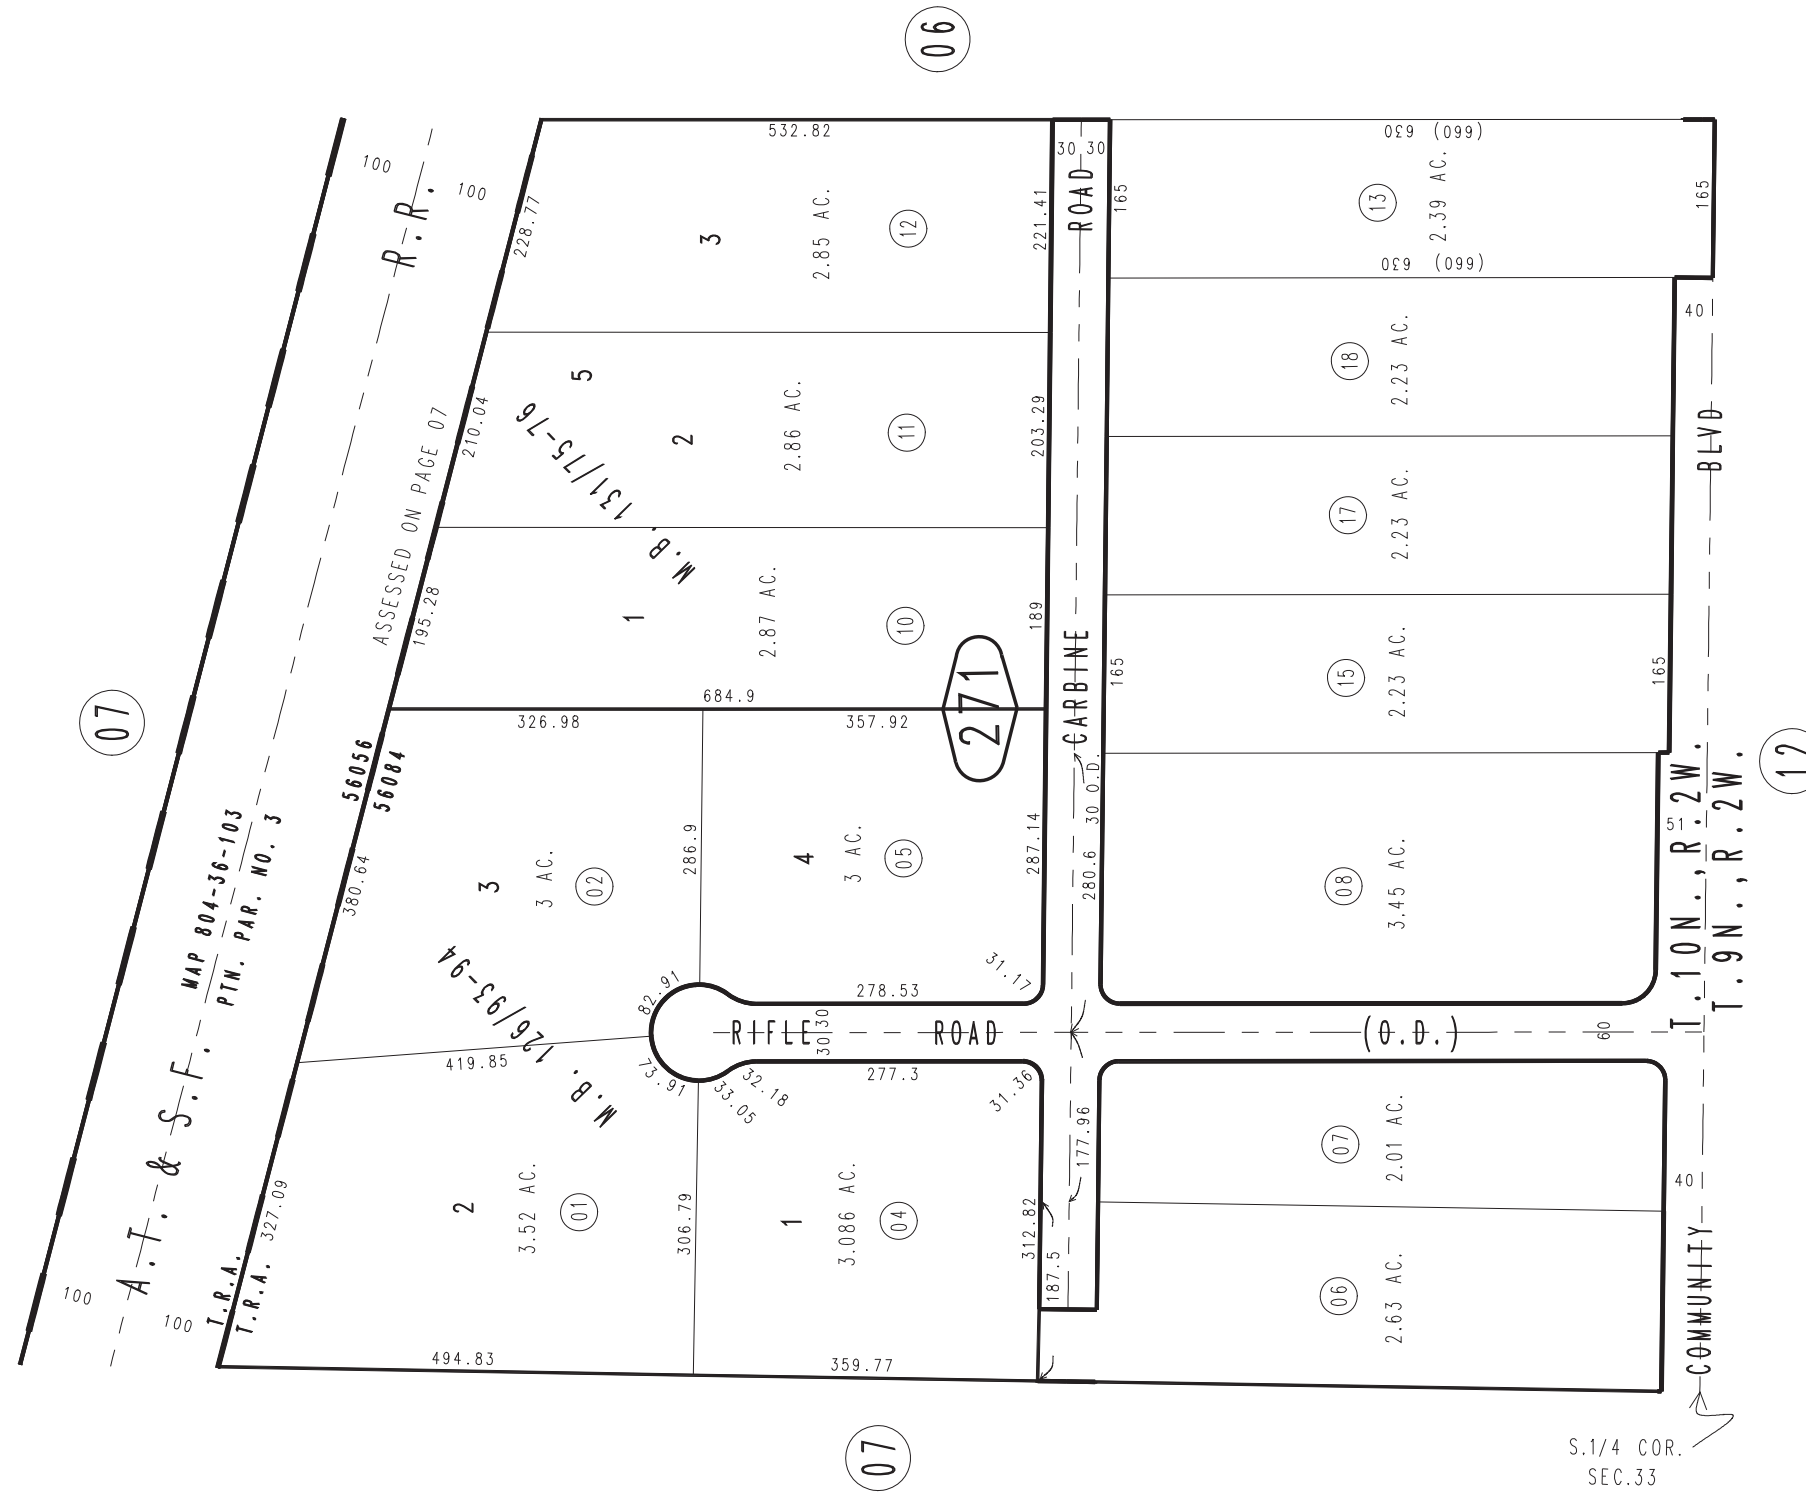 06
07
07
12
100
100
R.R.
A.T. & S.F.
100
100
MAP 804-36-103
PTN. PAR. NO. 3
ASSESSED ON PAGE 07
56056
56084
T.R.A.
T.R.A.
228.77
210.04
195.28
380.64
327.09
532.82
3
2.85 AC.
12
221.41
5
M.B. 131/75-76
2
2.86 AC.
11
203.29
1
2.87 AC.
10
189
684.9
271
326.98
357.92
3
3 AC.
02
286.9
4
3 AC.
05
287.14
M.B. 126/93-94
82.91
278.53
31.17
419.85
73.91
33.05
32.18
277.3
31.36
RIFLE ROAD (O.D.)
30 30
60
2
3.52 AC.
01
306.79
1
3.086 AC.
04
312.82
187.5
177.96
494.83
359.77
30 30
CARBINE ROAD
280.6
30 O.D.
165
630 (660)
13
2.39 AC.
165
630 (660)
40
18
2.23 AC.
17
2.23 AC.
165
15
2.23 AC.
165
08
3.45 AC.
51
07
2.01 AC.
40
06
2.63 AC.
COMMUNITY BLVD
T.10N.,R.2W.
T.9N.,R.2W.
S.1/4 COR.
SEC.33